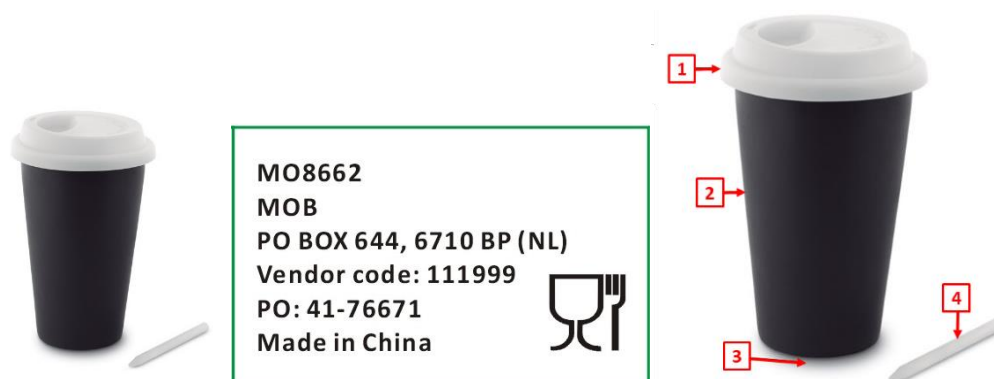 MO8662
MOB
PO BOX 644, 6710 BP (NL)
Vendor code: 111999
PO: 41-76671
Made in China
1
2
3
4